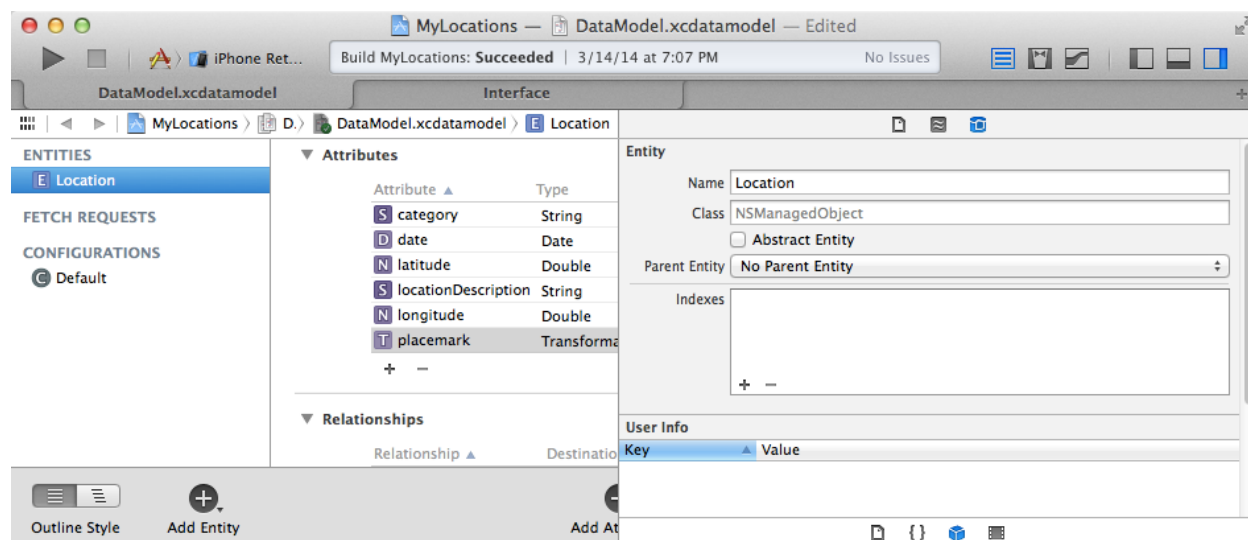 MyLocations — DataModel.xcdatamodel — Edited
iPhone Ret...
Build MyLocations: Succeeded | 3/14/14 at 7:07 PM
No Issues
DataModel.xcdatamodel
Interface
MyLocations
D.
DataModel.xcdatamodel
E Location
ENTITIES
E Location
FETCH REQUESTS
CONFIGURATIONS
C Default
Attributes
Attribute Type
S category String
D date Date
N latitude Double
S locationDescription String
N longitude Double
T placemark Transforma
+ −
Relationships
Relationship Destinatio
Entity
Name Location
Class NSManagedObject
Abstract Entity
Parent Entity No Parent Entity
Indexes
+ −
User Info
Key Value
Outline Style
Add Entity
Add At
{}